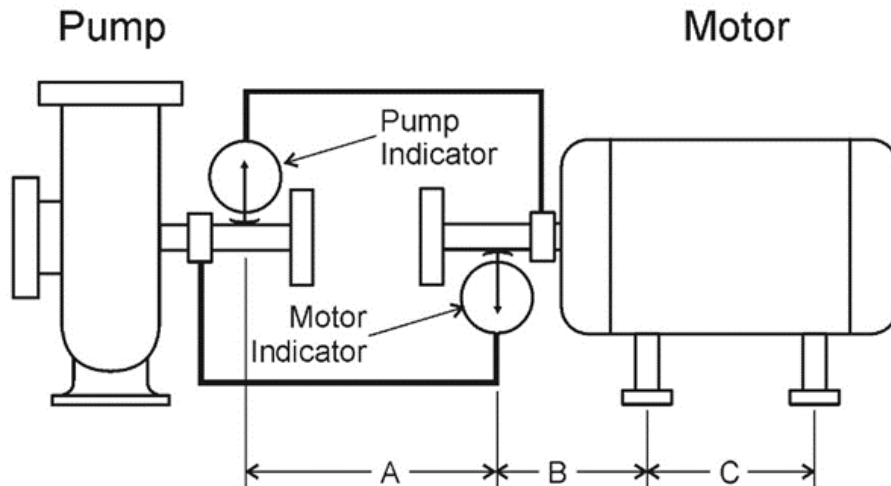 Pump
Motor
Pump
Indicator
Motor
Indicator
A
B
C